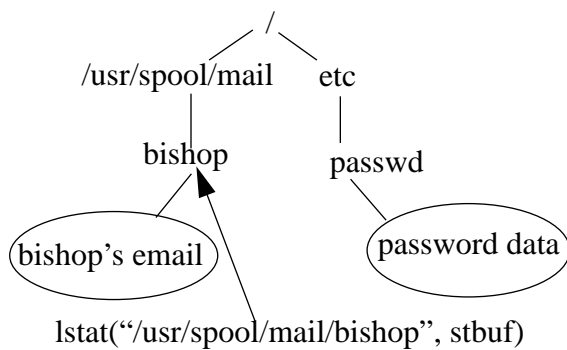 /
/usr/spool/mail etc
bishop passwd
bishop’s email password data
lstat(“/usr/spool/mail/bishop”, stbuf)